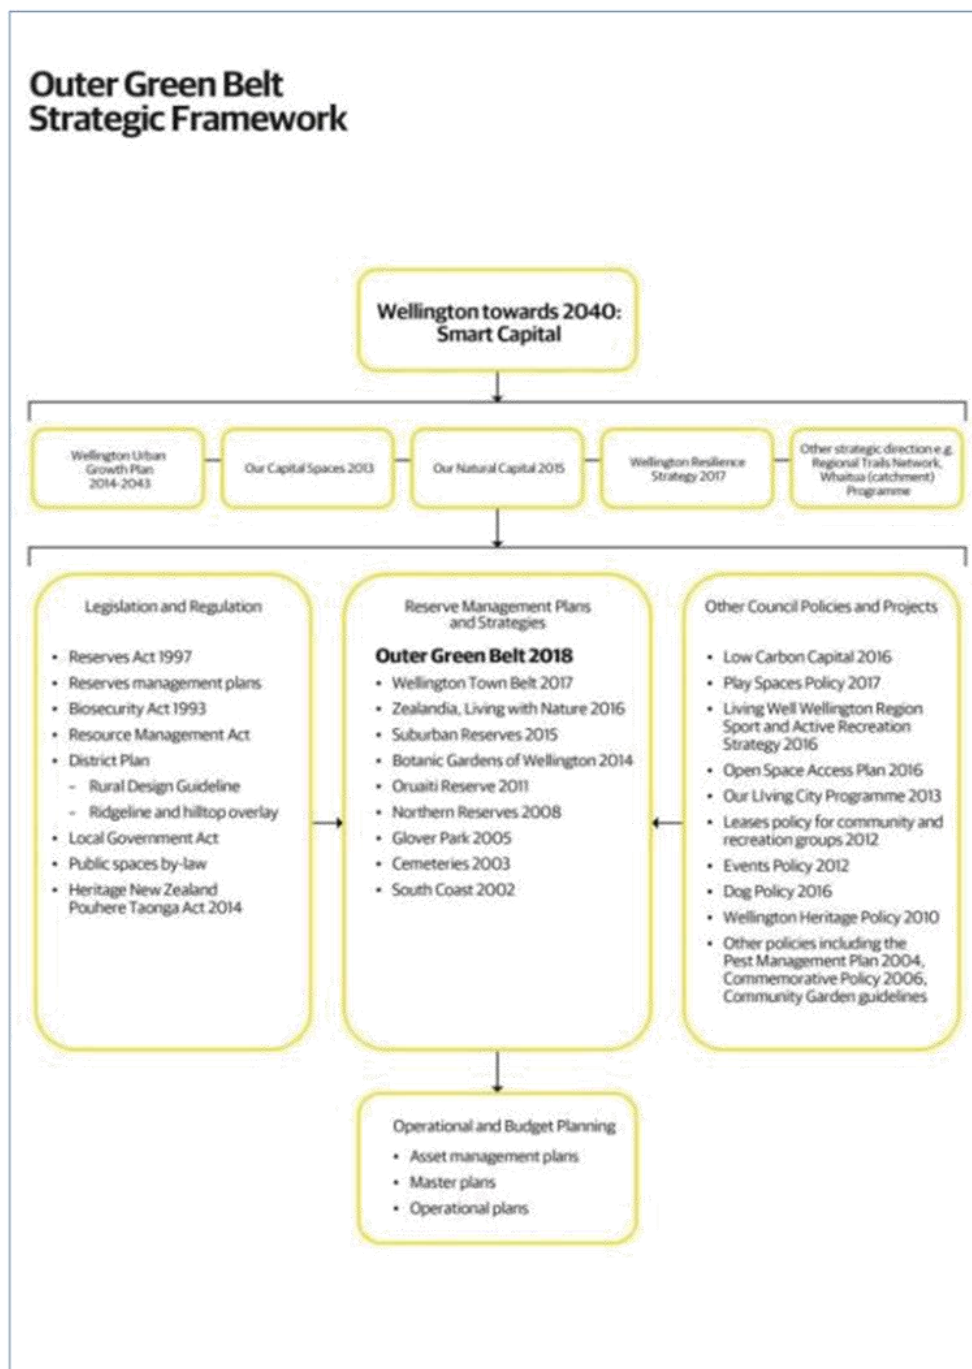 Outer Green Belt
Strategic Framework
Wellington towards 2040:
Smart Capital
Wellington Urban
Growth Plan
2014-2043
Our Capital Spaces 2013
Our Natural Capital 2015
Wellington Resilience
Strategy 2017
Other strategic direction e.g.
Regional Trails Network,
Whaitua (catchment)
Programme
Legislation and Regulation
• Reserves Act 1997
• Reserves management plans
• Biosecurity Act 1993
• Resource Management Act
• District Plan
- Rural Design Guideline
- Ridgeline and hilltop overlay
• Local Government Act
• Public spaces by-law
• Heritage New Zealand
Pouhere Taonga Act 2014
Reserve Management Plans
and Strategies
Outer Green Belt 2018
• Wellington Town Belt 2017
• Zealandia, Living with Nature 2016
• Suburban Reserves 2015
• Botanic Gardens of Wellington 2014
• Oruaiti Reserve 2011
• Northern Reserves 2008
• Glover Park 2005
• Cemeteries 2003
• South Coast 2002
Other Council Policies and Projects
• Low Carbon Capital 2016
• Play Spaces Policy 2017
• Living Well Wellington Region
Sport and Active Recreation
Strategy 2016
• Open Space Access Plan 2016
• Our LIving City Programme 2013
• Leases policy for community and
recreation groups 2012
• Events Policy 2012
• Dog Policy 2016
• Wellington Heritage Policy 2010
• Other policies including the
Pest Management Plan 2004,
Commemorative Policy 2006,
Community Garden guidelines
Operational and Budget Planning
• Asset management plans
• Master plans
• Operational plans